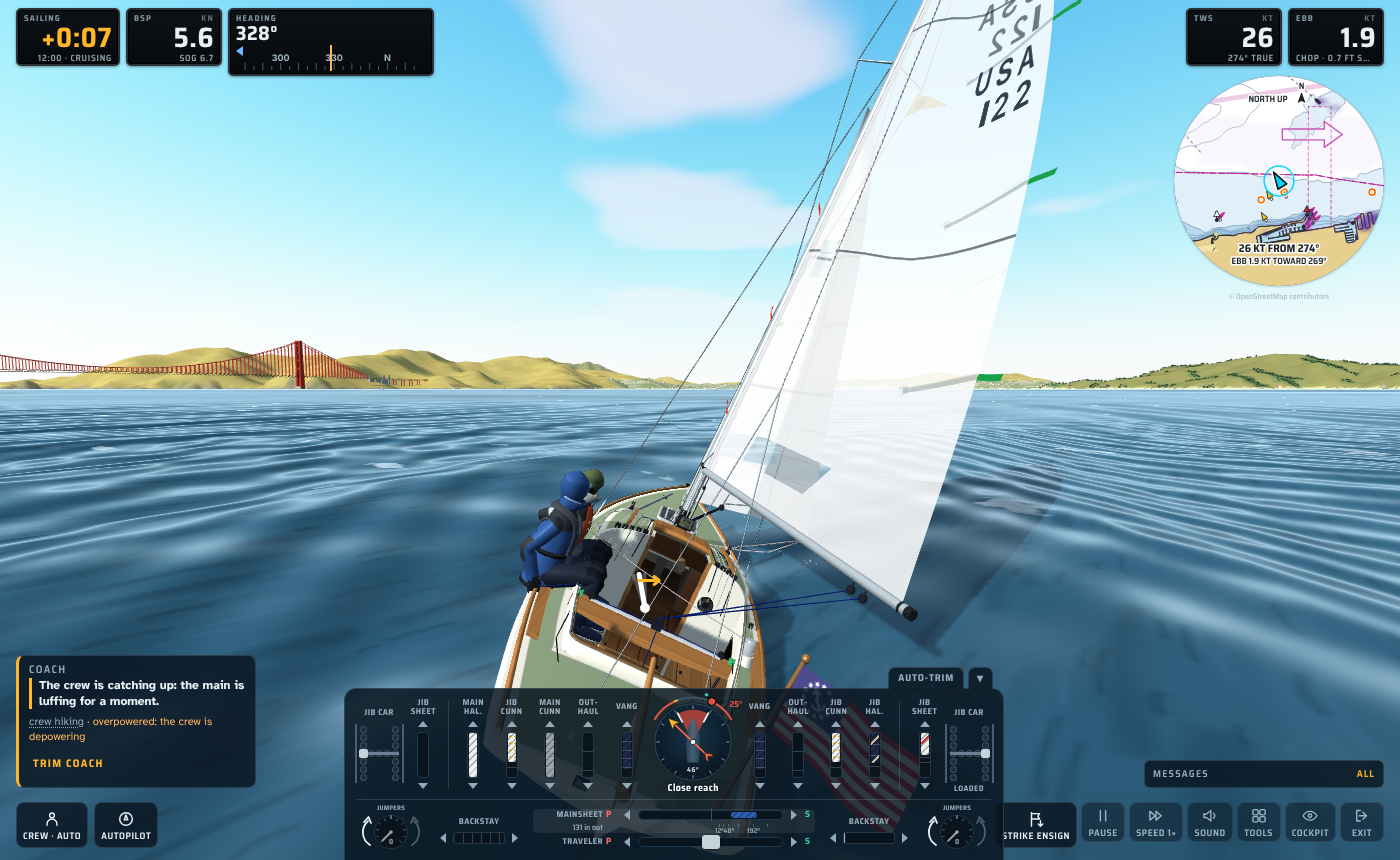 SAILING
+0:07
12:00 · CRUISING
BSP KN
5.6
SOG 6.7
HEADING
328°
300 330 N
TWS KT
26
274° TRUE
EBB KT
1.9
CHOP · 0.7 FT S...
N
NORTH UP
26 KT FROM 274°
EBB 1.9 KT TOWARD 269°
© OpenStreetMap contributors
USA
122
USA
122
COACH
The crew is catching up: the main is
luffing for a moment.
crew hiking · overpowered: the crew is
depowering
TRIM COACH
CREW · AUTO
AUTOPILOT
AUTO-TRIM
▼
JIB CAR
JIB SHEET
MAIN HAL.
JIB CUNN
MAIN CUNN
OUT-HAUL
VANG
25°
46°
Close reach
VANG
OUT-HAUL
JIB CUNN
JIB HAL.
JIB SHEET
JIB CAR
LOADED
JUMPERS
0
BACKSTAY
MAINSHEET P
131 in out
S
12°48° 192°
TRAVELER P
S
BACKSTAY
JUMPERS
0
MESSAGES ALL
STRIKE ENSIGN
PAUSE
SPEED 1×
SOUND
TOOLS
COCKPIT
EXIT